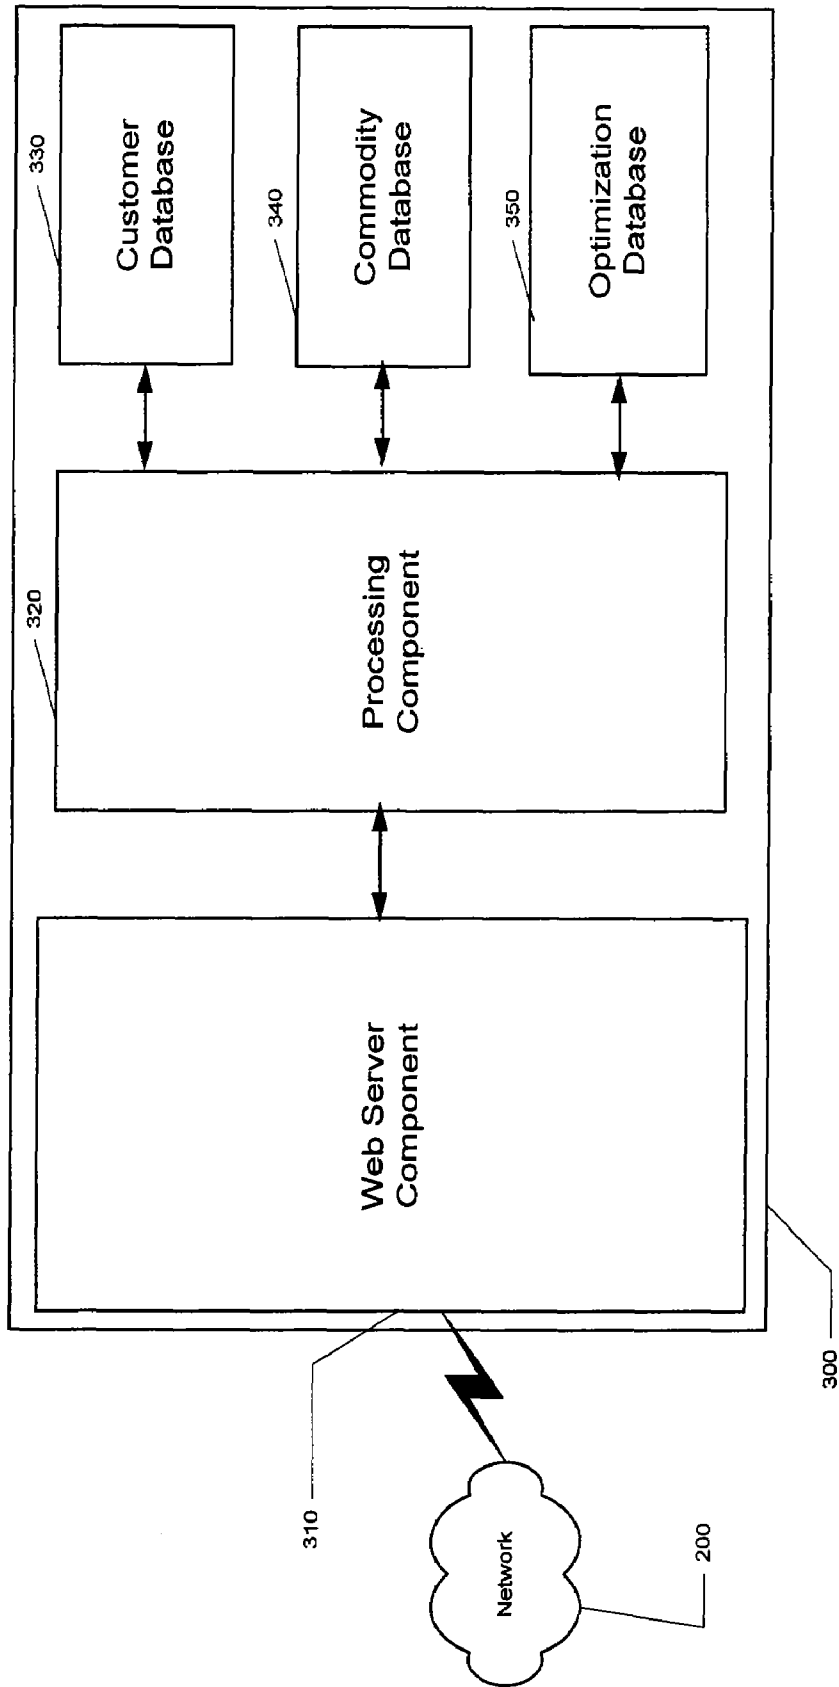 330
Customer
Database
340
Commodity
Database
350
Optimization
Database
320
Processing
Component
Web Server
Component
310
300
Network
200